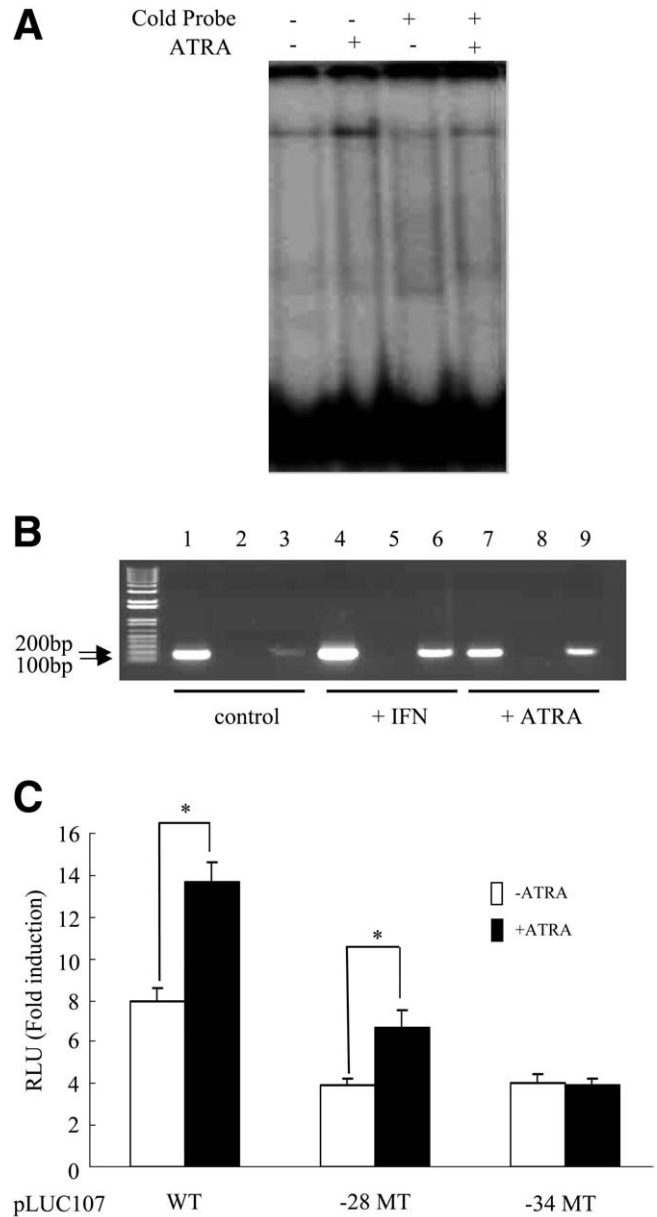 A
Cold Probe - - + +
ATRA - + - +
B
1 2 3 4 5 6 7 8 9
200bp
100bp
control + IFN + ATRA
C
RLU (Fold induction)
16
14
12
10
8
6
4
2
0
*
*
-ATRA
+ATRA
pLUC107 WT -28 MT -34 MT